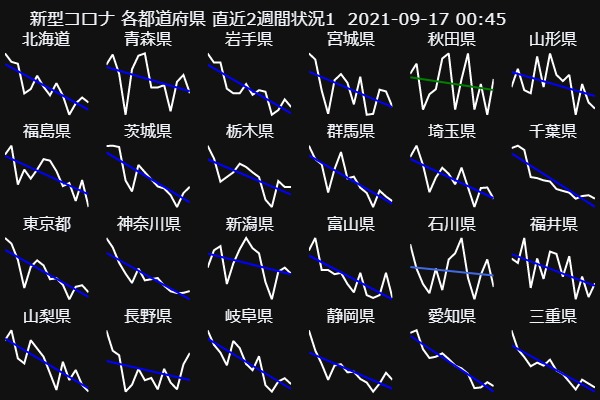 新型コロナ 各都道府県 直近2週間状況1 2021-09-17 00:45
北海道 青森県 岩手県 宮城県 秋田県 山形県
福島県 茨城県 栃木県 群馬県 埼玉県 千葉県
東京都 神奈川県 新潟県 富山県 石川県 福井県
山梨県 長野県 岐阜県 静岡県 愛知県 三重県